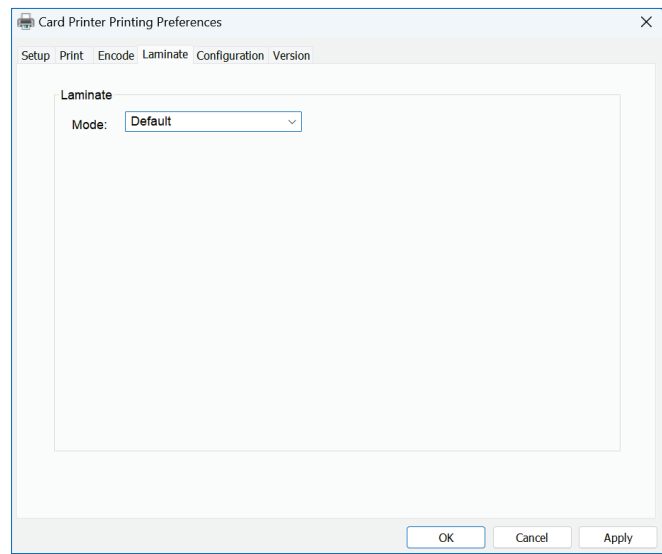 Card Printer Printing Preferences
Setup Print Encode Laminate Configuration Version
Laminate
Mode: Default
OK Cancel Apply